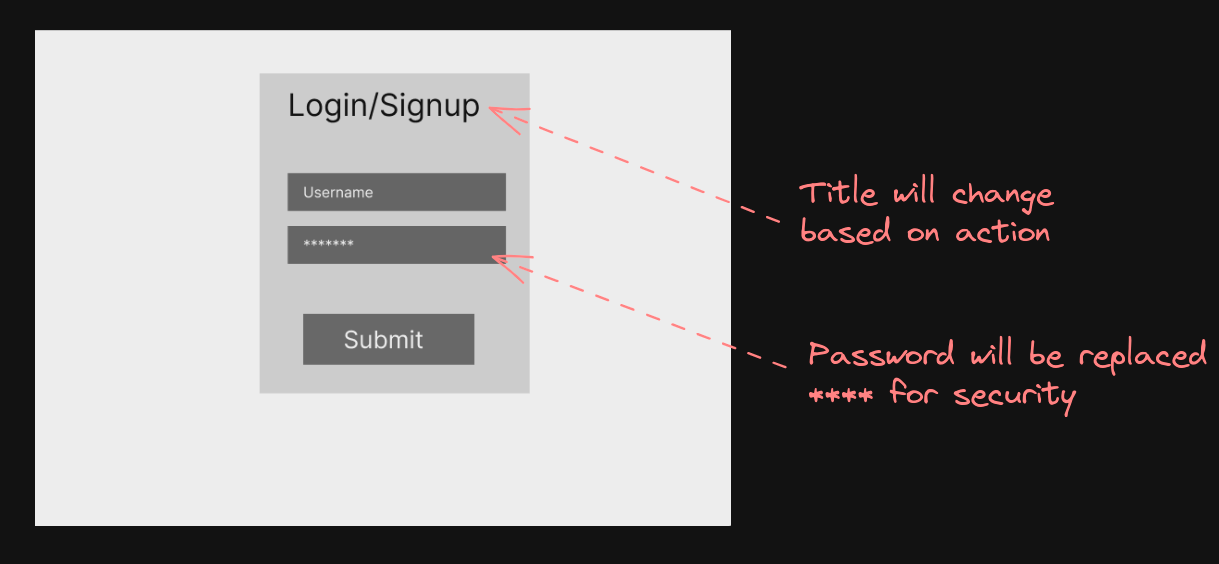 Login/Signup
Username
*******
Submit
Title will change
based on action
Password will be replaced
**** for security